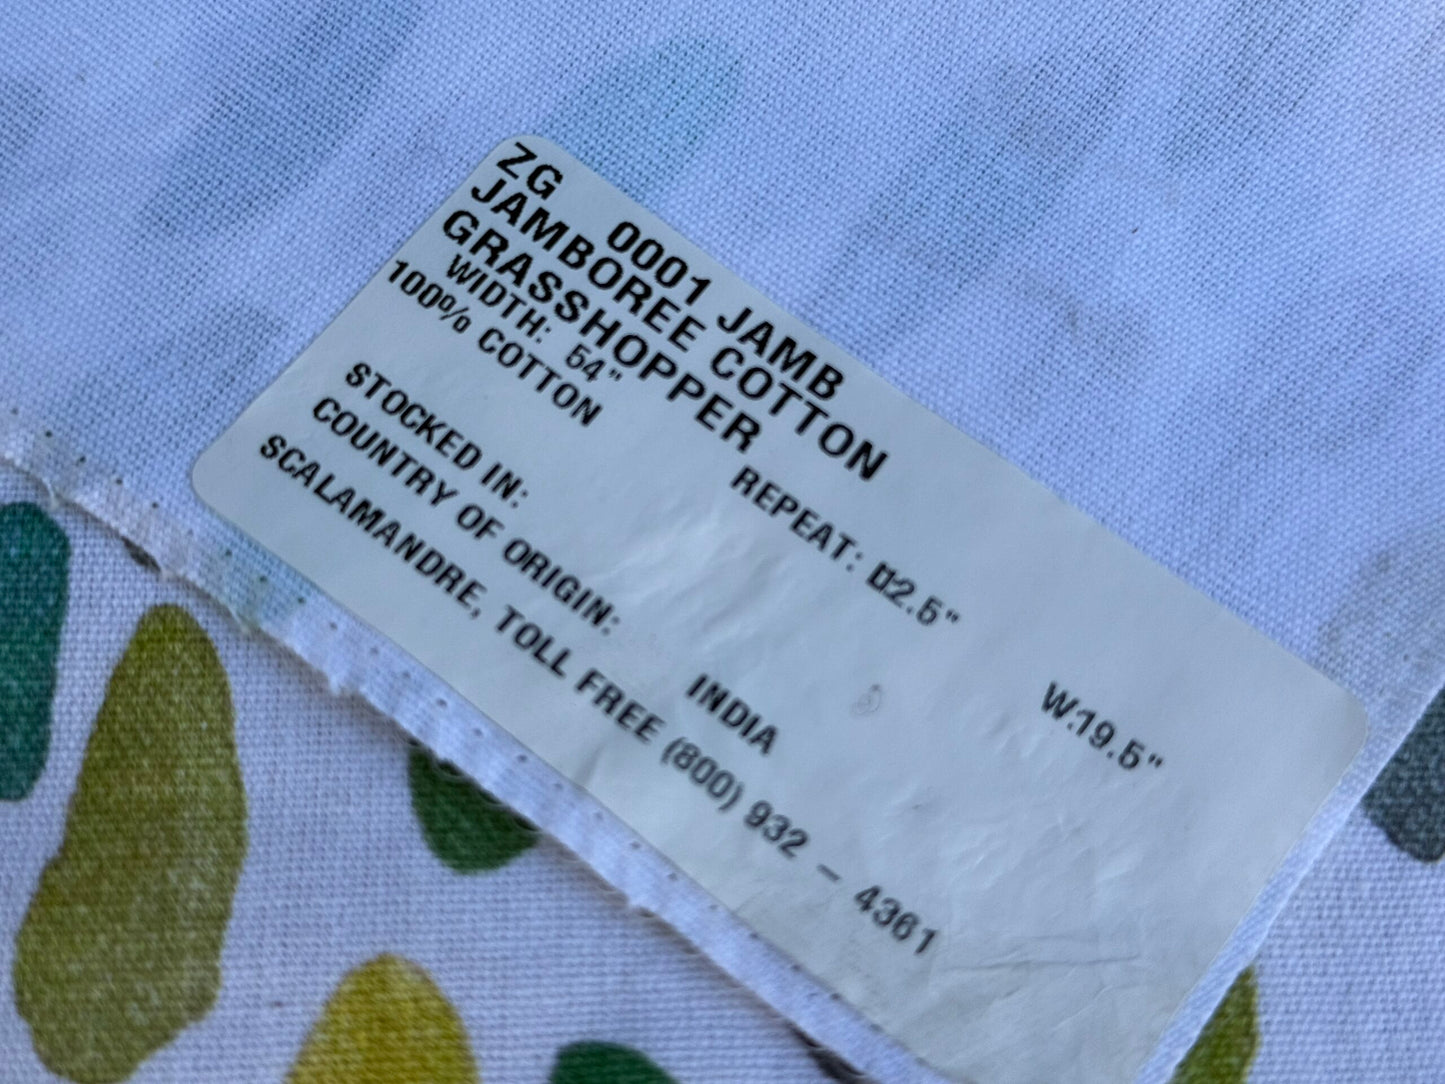 ZG 0001 JAMB
JAMBOREE COTTON
GRASSHOPPER
WIDTH: 54" REPEAT: 2.5" W:19.5"
100% COTTON
STOCKED IN:
COUNTRY OF ORIGIN: INDIA
SCALAMANDRE, TOLL FREE (800) 932 - 4361